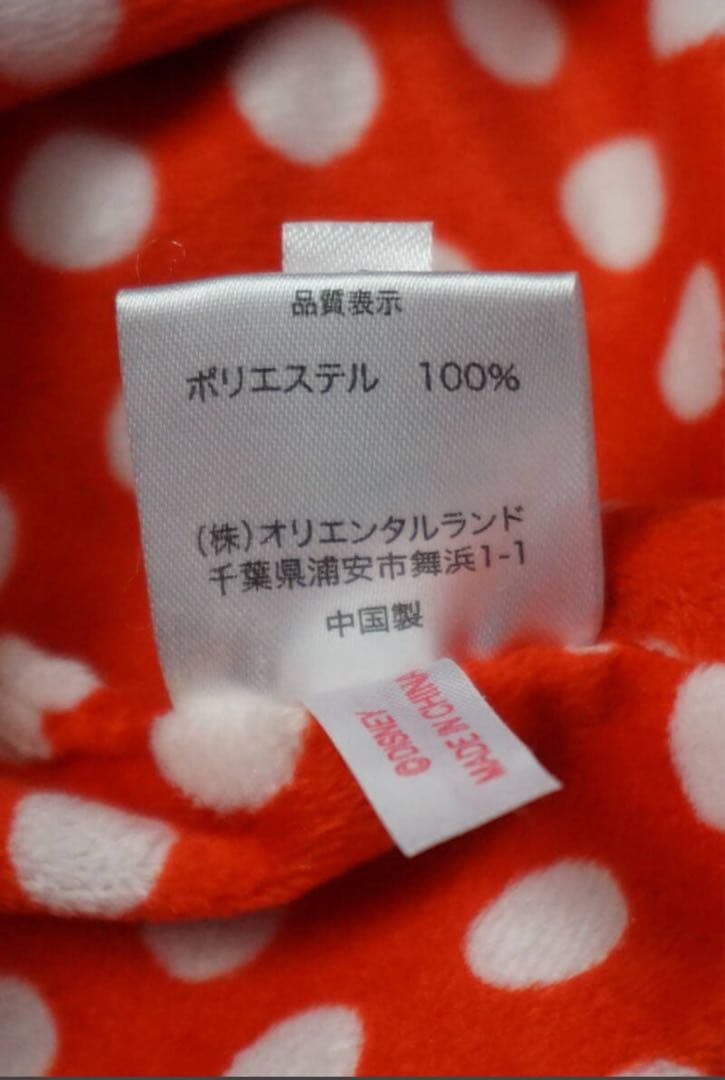 品質表示
ポリエステル　100%
(株)オリエンタルランド
千葉県浦安市舞浜1-1
中国製
©DISNEY
MADE IN CHINA